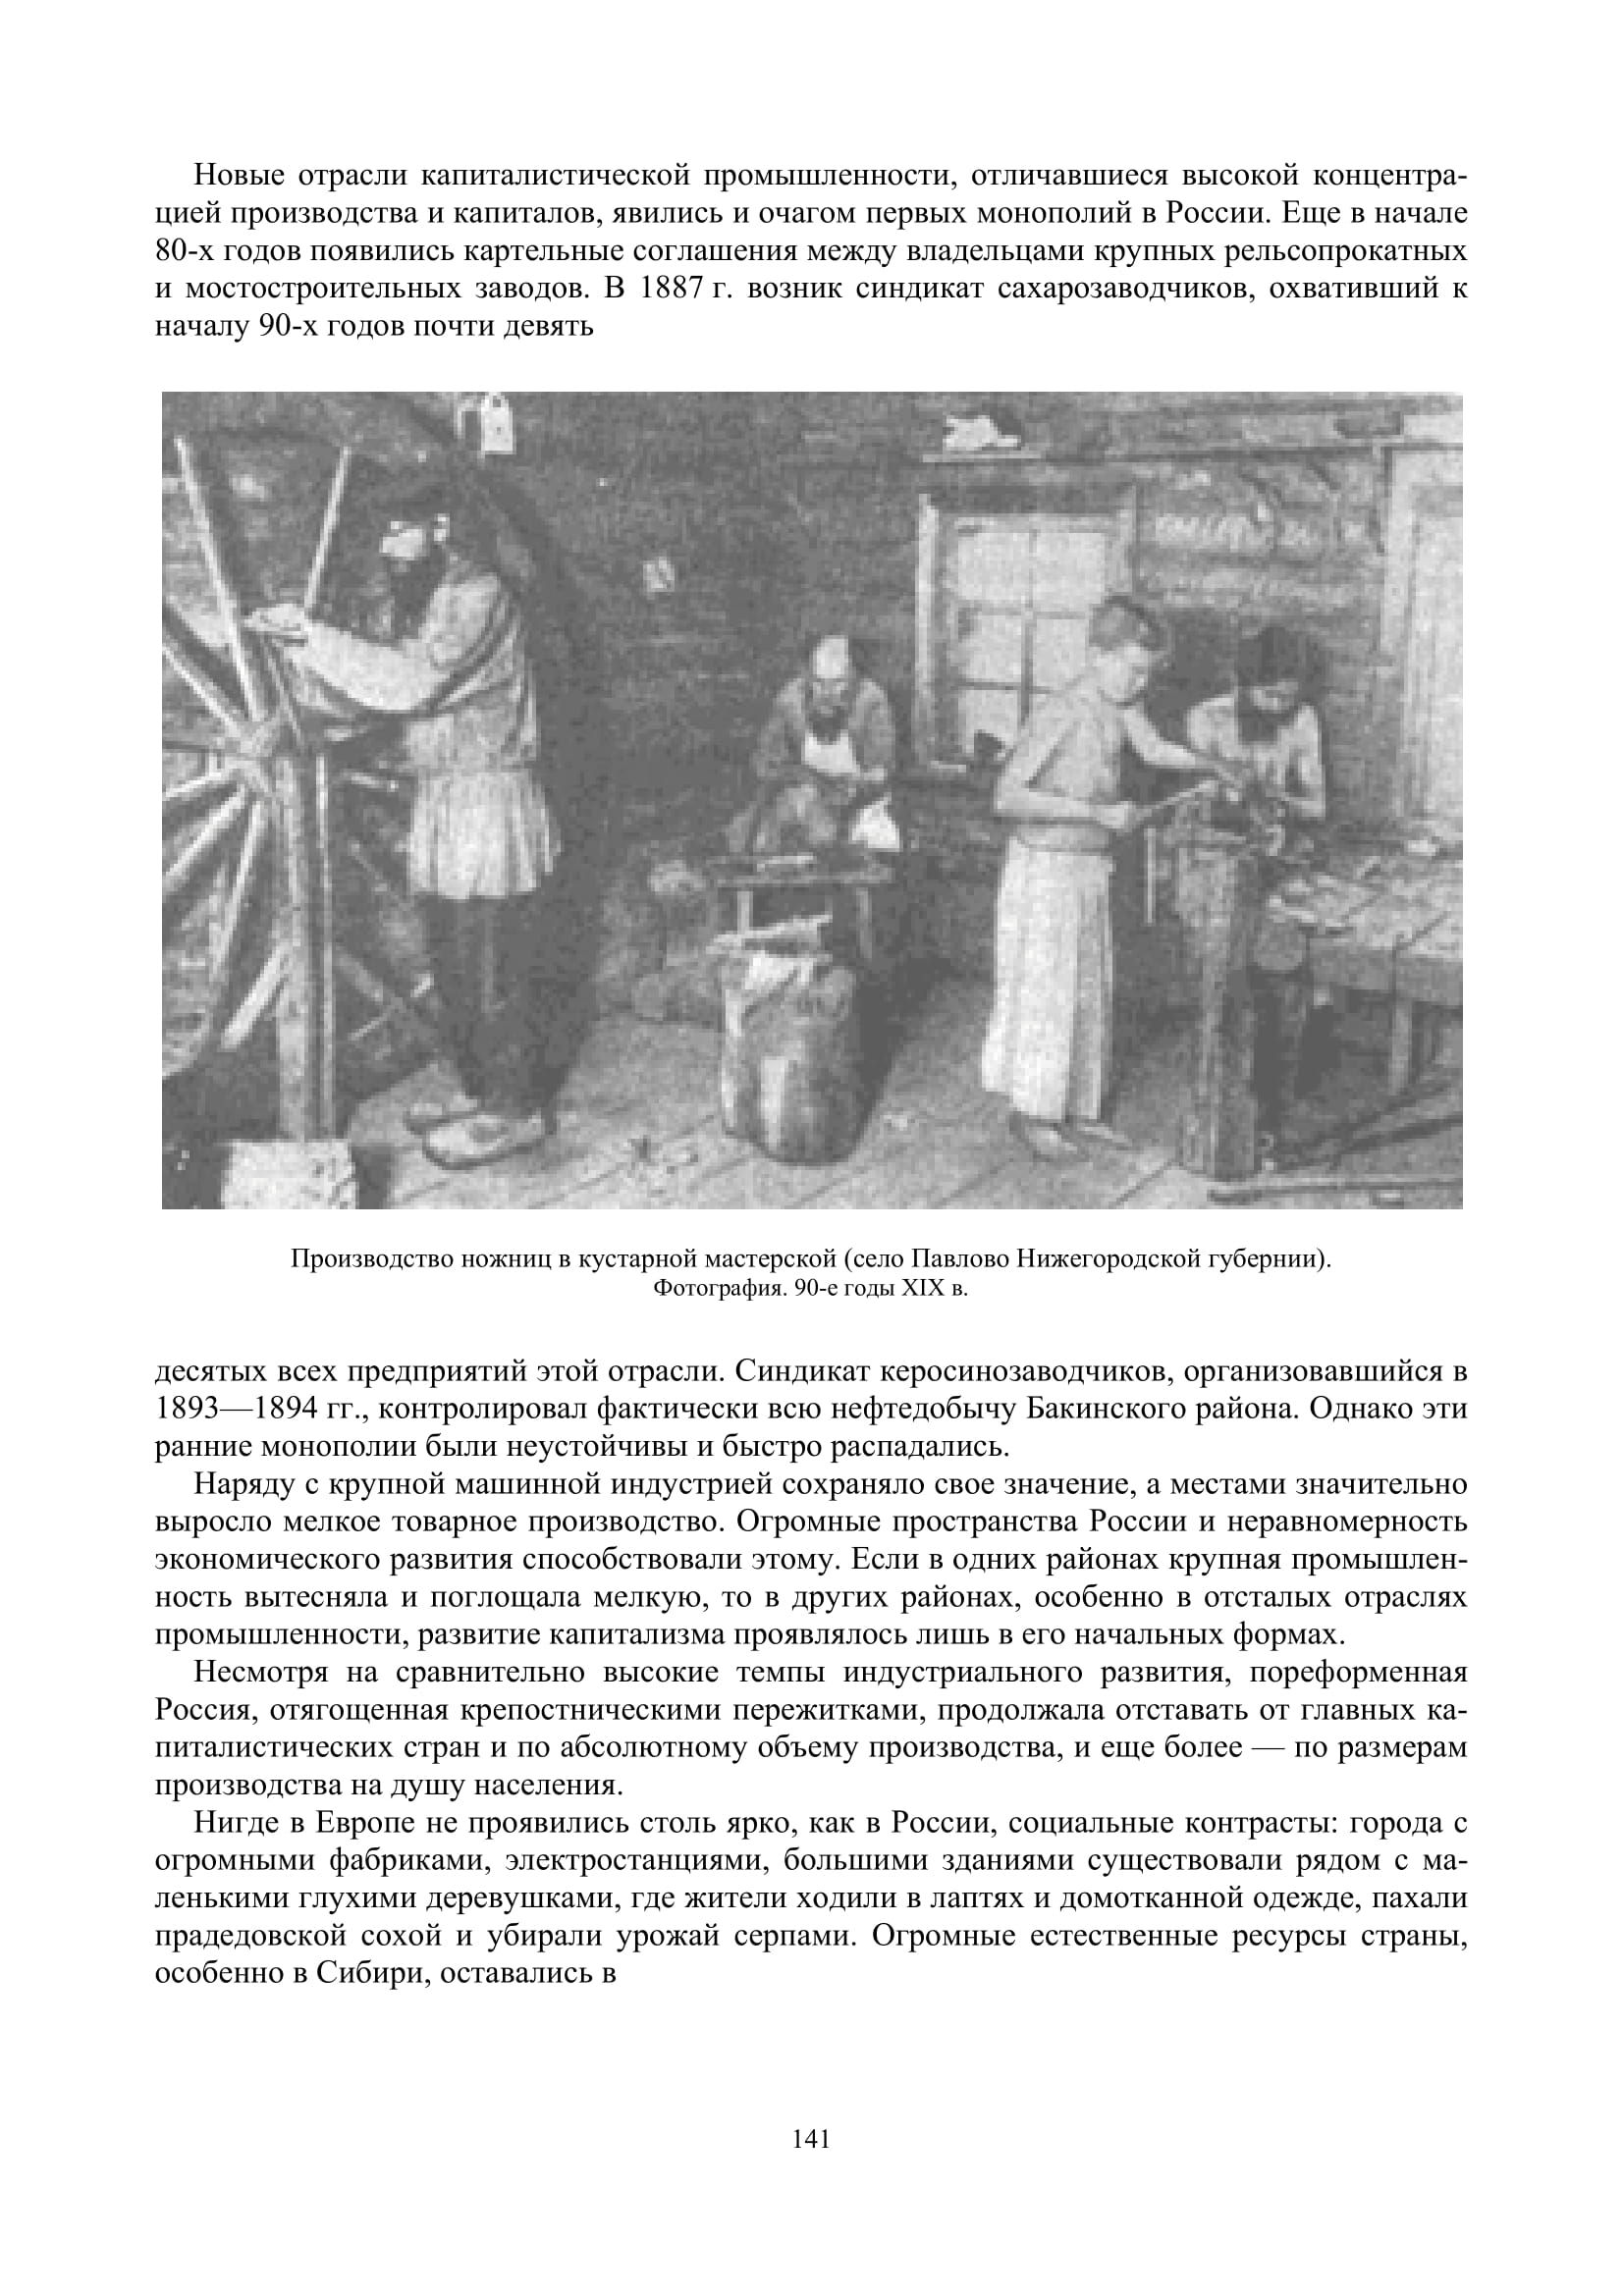 Новые отрасли капиталистической промышленности, отличавшиеся высокой концентра-
цией производства и капиталов, явились и очагом первых монополий в России. Еще в начале
80-х годов появились картельные соглашения между владельцами крупных рельсопрокатных
и мостостроительных заводов. В 1887 г. возник синдикат сахарозаводчиков, охвативший к
началу 90-х годов почти девять
Производство ножниц в кустарной мастерской (село Павлово Нижегородской губернии).
Фотография. 90-е годы XIX в.
десятых всех предприятий этой отрасли. Синдикат керосинозаводчиков, организовавшийся в
1893—1894 гг., контролировал фактически всю нефтедобычу Бакинского района. Однако эти
ранние монополии были неустойчивы и быстро распадались.
Наряду с крупной машинной индустрией сохраняло свое значение, а местами значительно
выросло мелкое товарное производство. Огромные пространства России и неравномерность
экономического развития способствовали этому. Если в одних районах крупная промышлен-
ность вытесняла и поглощала мелкую, то в других районах, особенно в отсталых отраслях
промышленности, развитие капитализма проявлялось лишь в его начальных формах.
Несмотря на сравнительно высокие темпы индустриального развития, пореформенная
Россия, отягощенная крепостническими пережитками, продолжала отставать от главных ка-
питалистических стран и по абсолютному объему производства, и еще более — по размерам
производства на душу населения.
Нигде в Европе не проявились столь ярко, как в России, социальные контрасты: города с
огромными фабриками, электростанциями, большими зданиями существовали рядом с ма-
ленькими глухими деревушками, где жители ходили в лаптях и домотканной одежде, пахали
прадедовской сохой и убирали урожай серпами. Огромные естественные ресурсы страны,
особенно в Сибири, оставались в
141